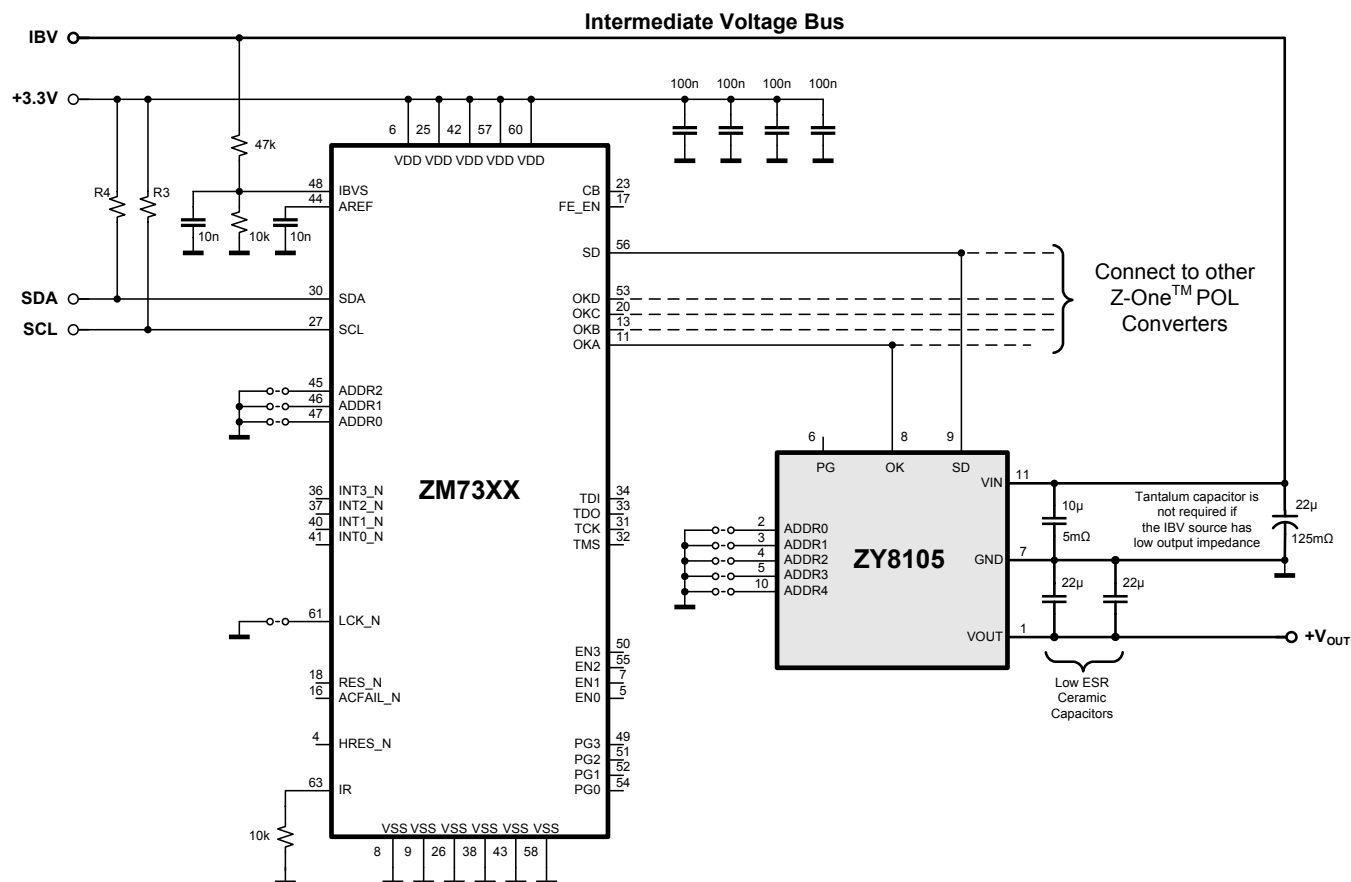 Intermediate Voltage Bus
IBV
+3.3V
100n 100n 100n 100n
6 25 42 57 60
VDD VDD VDD VDD VDD
47k
R4 R3
48 IBVS
44 AREF
10n 10k 10n
CB 23
FE_EN 17
SD 56
SDA 30 SDA
SCL 27 SCL
OKD 53
OKC 20
OKB 13
OKA 11
Connect to other
Z-One™ POL
Converters
45 ADDR2
46 ADDR1
47 ADDR0
ZM73XX
36 INT3_N
37 INT2_N
40 INT1_N
41 INT0_N
TDI 34
TDO 33
TCK 31
TMS 32
6 8 9
PG OK SD
VIN 11
2 ADDR0
3 ADDR1
4 ADDR2
5 ADDR3
10 ADDR4
ZY8105
GND 7
VOUT 1
10µ
5mΩ
Tantalum capacitor is
not required if
the IBV source has
low output impedance
22µ
125mΩ
22µ 22µ
+VOUT
Low ESR
Ceramic
Capacitors
61 LCK_N
EN3 50
EN2 55
EN1 7
EN0 5
18 RES_N
16 ACFAIL_N
4 HRES_N
PG3 49
PG2 51
PG1 52
PG0 54
63 IR
10k
VSS VSS VSS VSS VSS VSS
8 9 26 38 43 58